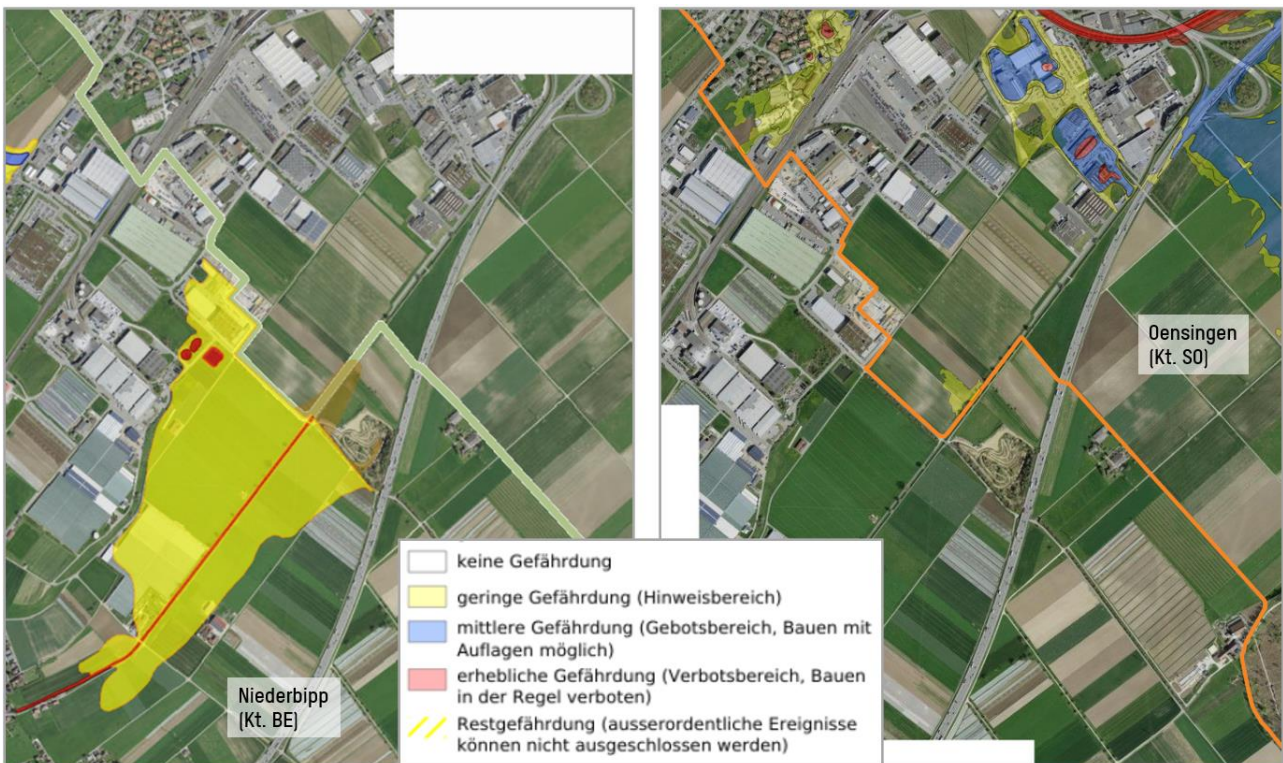 Oensingen
(Kt. SO)
Niederbipp
(Kt. BE)
keine Gefährdung
geringe Gefährdung (Hinweisbereich)
mittlere Gefährdung (Gebotsbereich, Bauen mit
Auflagen möglich)
erhebliche Gefährdung (Verbotsbereich, Bauen
in der Regel verboten)
Restgefährdung (ausserordentliche Ereignisse
können nicht ausgeschlossen werden)